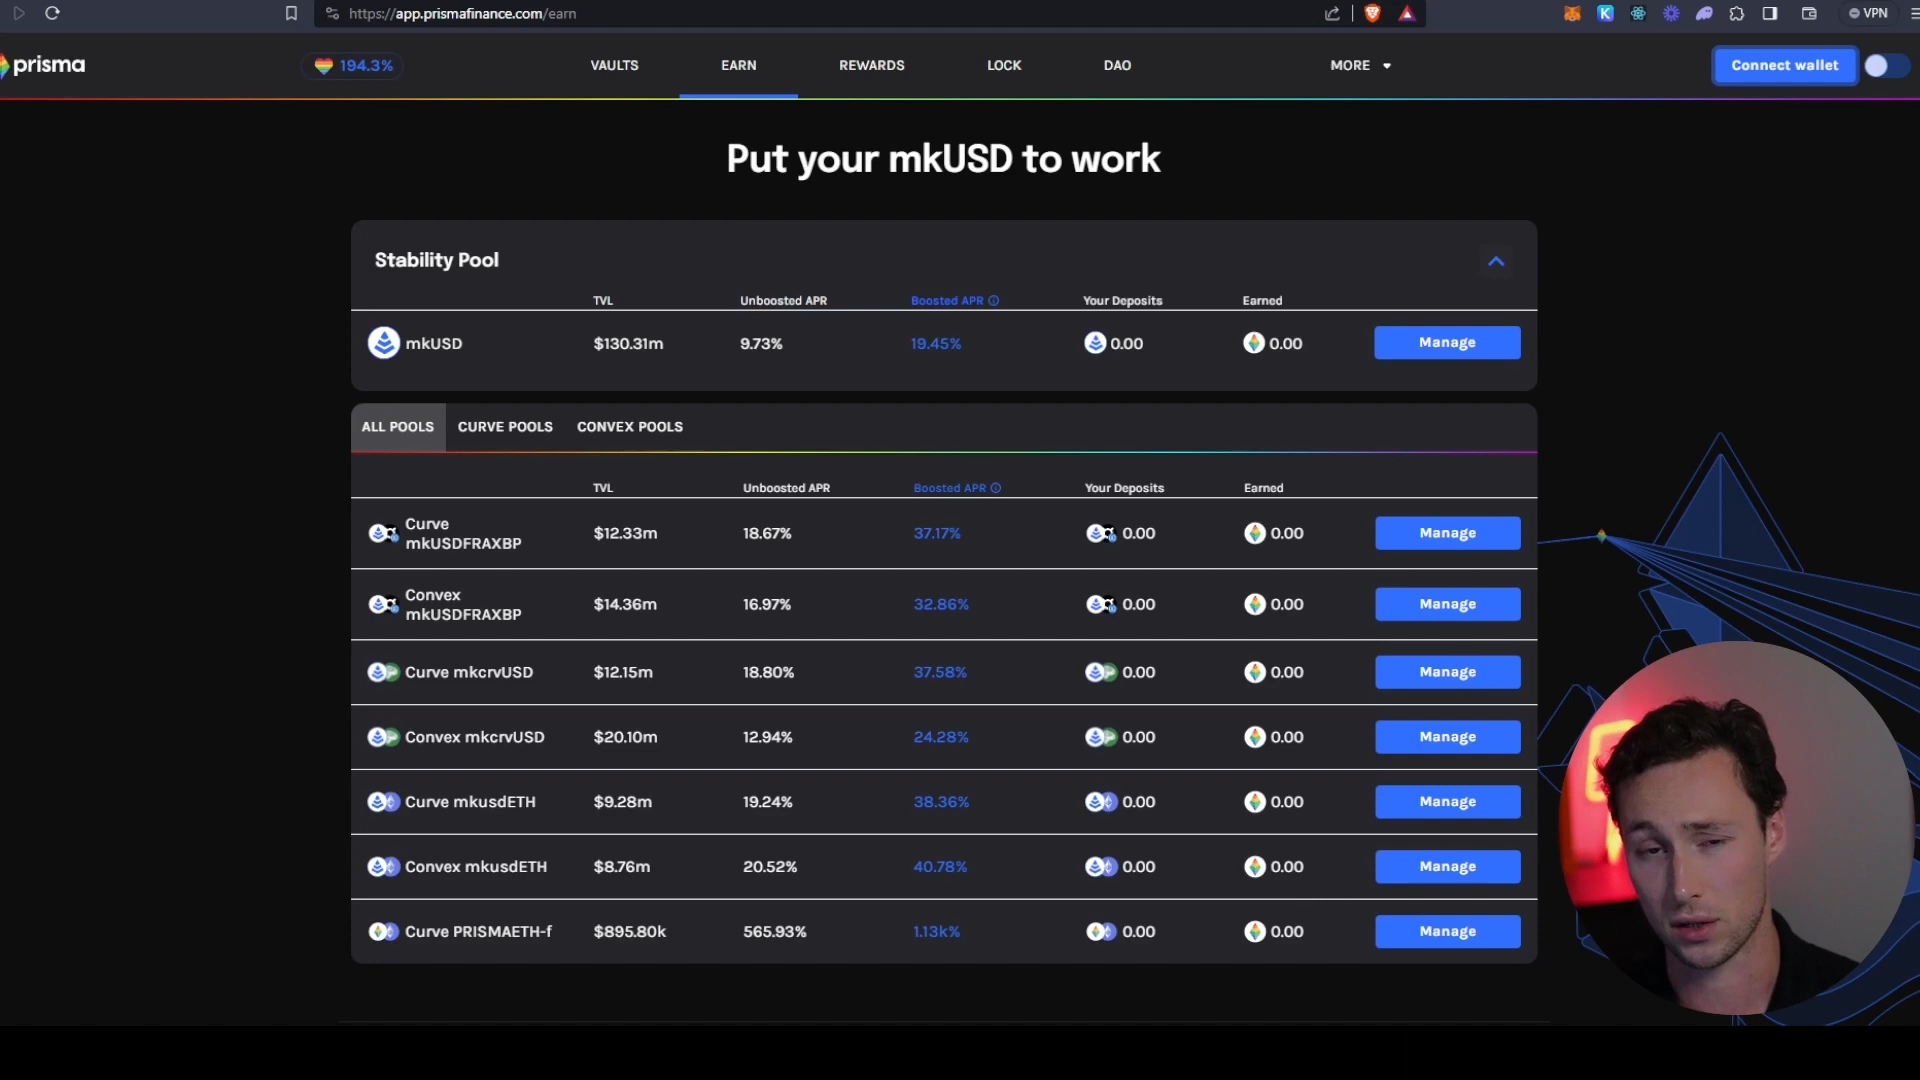 https://app.prismafinance.com/earn
VPN
prisma
194.3%
VAULTS
EARN
REWARDS
LOCK
DAO
MORE
Connect wallet
Put your mkUSD to work
Stability Pool
TVL Unboosted APR Boosted APR Your Deposits Earned
mkUSD $130.31m 9.73% 19.45% 0.00 0.00 Manage
ALL POOLS CURVE POOLS CONVEX POOLS
TVL Unboosted APR Boosted APR Your Deposits Earned
Curve
mkUSDFRAXBP $12.33m 18.67% 37.17% 0.00 0.00 Manage
Convex
mkUSDFRAXBP $14.36m 16.97% 32.86% 0.00 0.00 Manage
Curve mkcrvUSD $12.15m 18.80% 37.58% 0.00 0.00 Manage
Convex mkcrvUSD $20.10m 12.94% 24.28% 0.00 0.00 Manage
Curve mkusdETH $9.28m 19.24% 38.36% 0.00 0.00 Manage
Convex mkusdETH $8.76m 20.52% 40.78% 0.00 0.00 Manage
Curve PRISMAETH-f $895.80k 565.93% 1.13k% 0.00 0.00 Manage